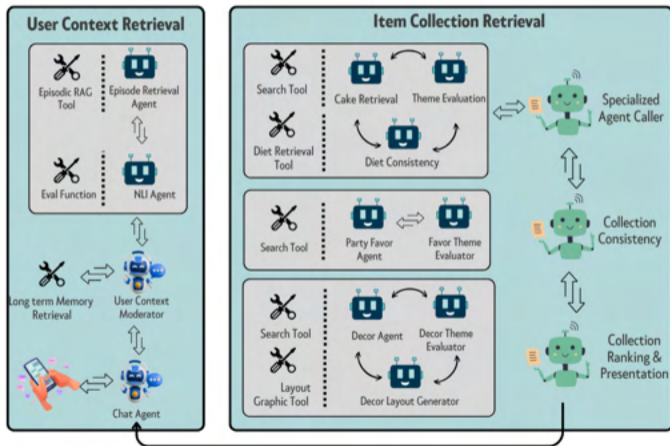 User Context Retrieval
Episodic RAG
Tool
Episode Retrieval
Agent
Eval Function
NLI Agent
Long term Memory
Retrieval
User Context
Moderator
Chat Agent
Item Collection Retrieval
Search Tool
Cake Retrieval
Theme Evaluation
Diet Retrieval
Tool
Diet Consistency
Search Tool
Party Favor
Agent
Favor Theme
Evaluator
Search Tool
Decor Agent
Decor Theme
Evaluator
Layout
Graphic Tool
Decor Layout Generator
Specialized
Agent Caller
Collection
Consistency
Collection
Ranking &
Presentation